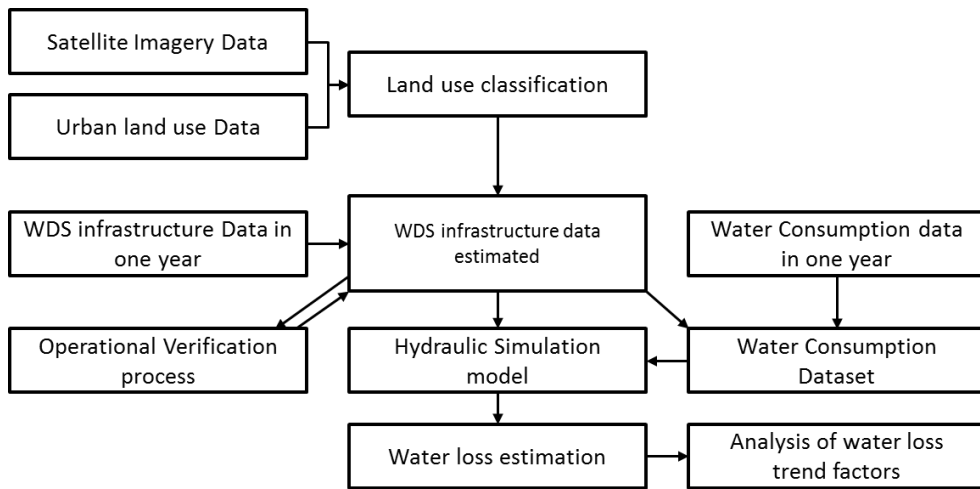 Satellite Imagery Data
Land use classification
Urban land use Data
WDS infrastructure Data in
one year
WDS infrastructure data
estimated
Water Consumption data
in one year
Operational Verification
process
Hydraulic Simulation
model
Water Consumption
Dataset
Water loss estimation
Analysis of water loss
trend factors